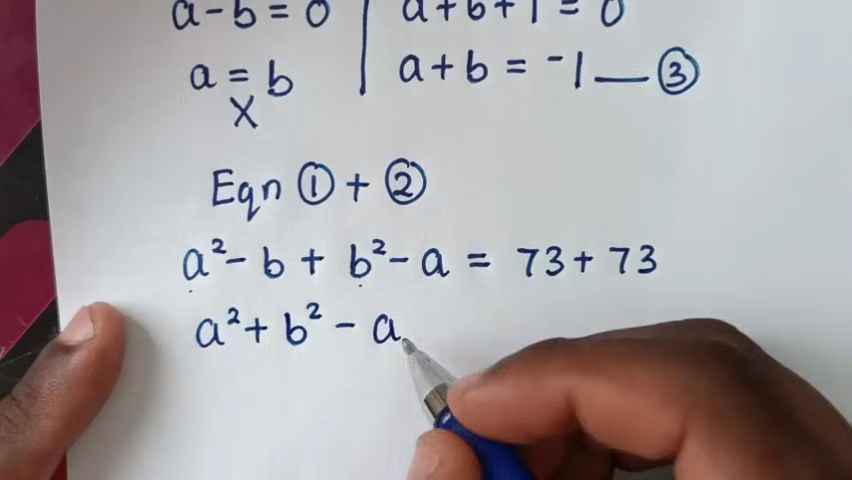 a - b = 0 | a + b + 1 = 0
a = b | a + b = -1 — ③
X
Eqn ① + ②
a² - b + b² - a = 73 + 73
a² + b² - a